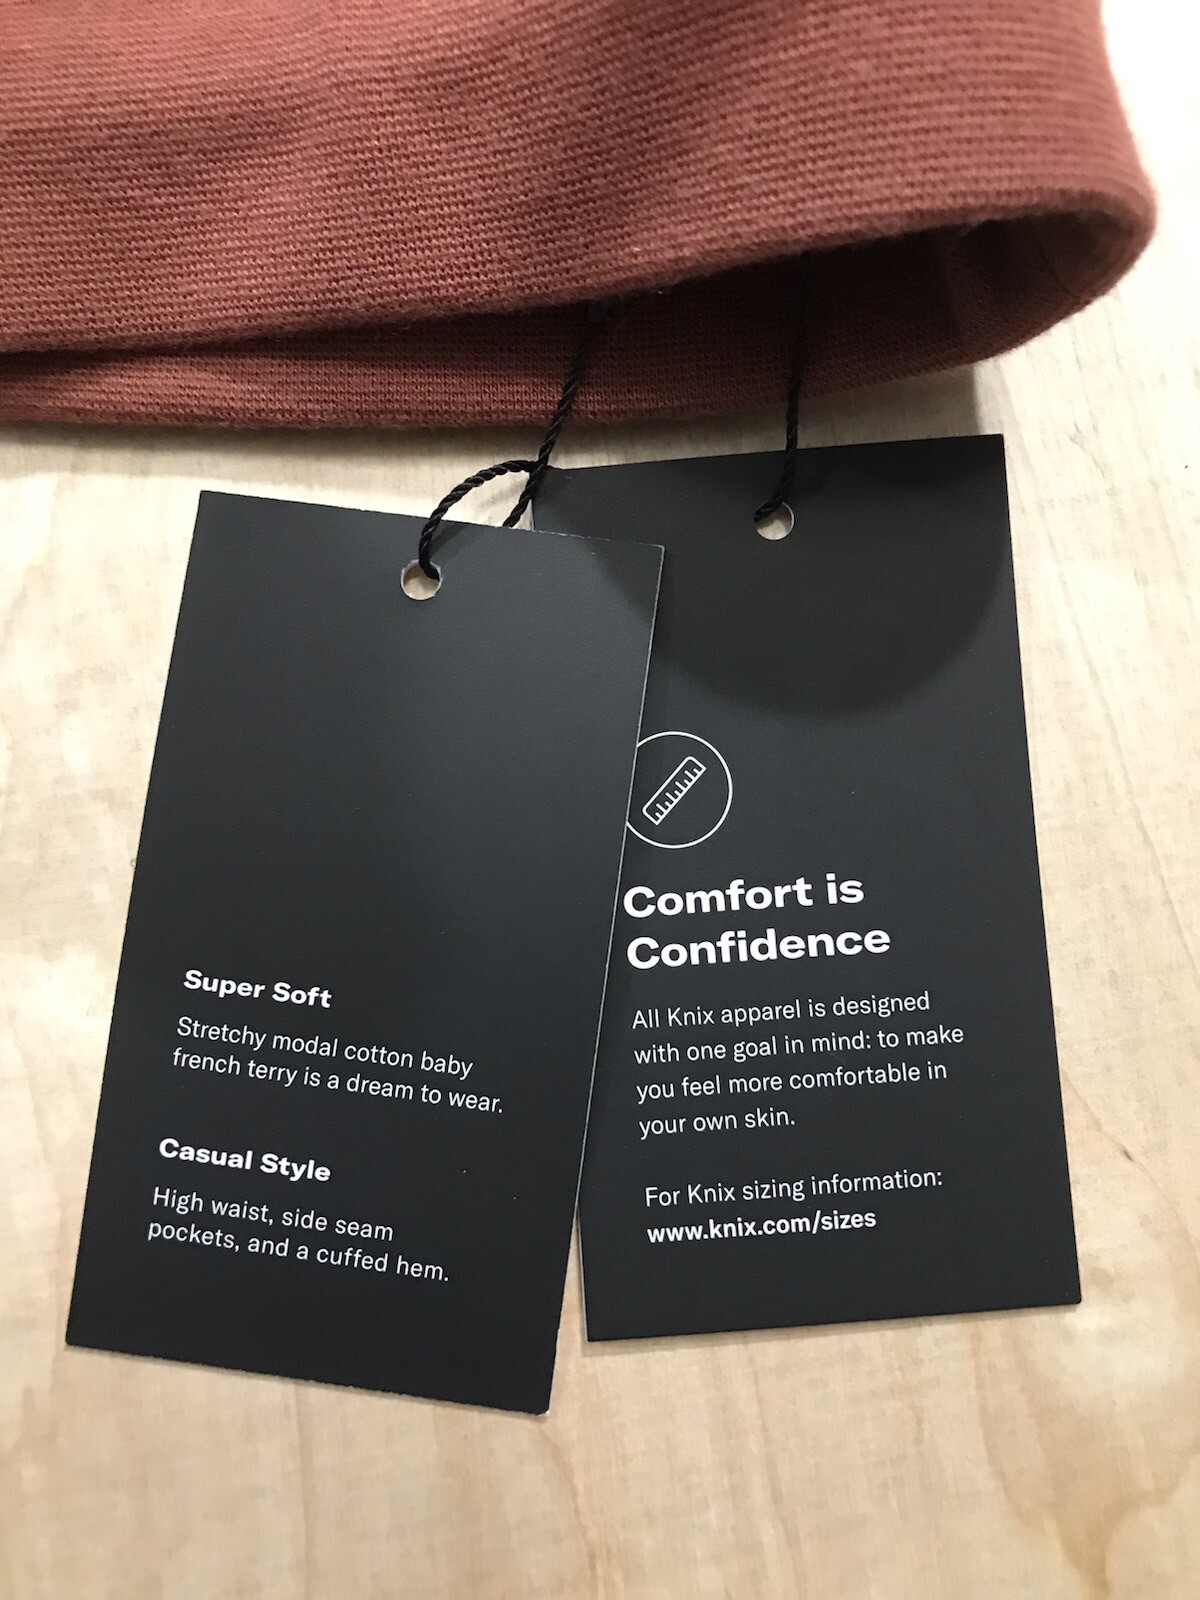 Super Soft
Stretchy modal cotton baby
french terry is a dream to wear.
Casual Style
High waist, side seam
pockets, and a cuffed hem.
Comfort is
Confidence
All Knix apparel is designed
with one goal in mind: to make
you feel more comfortable in
your own skin.
For Knix sizing information:
www.knix.com/sizes